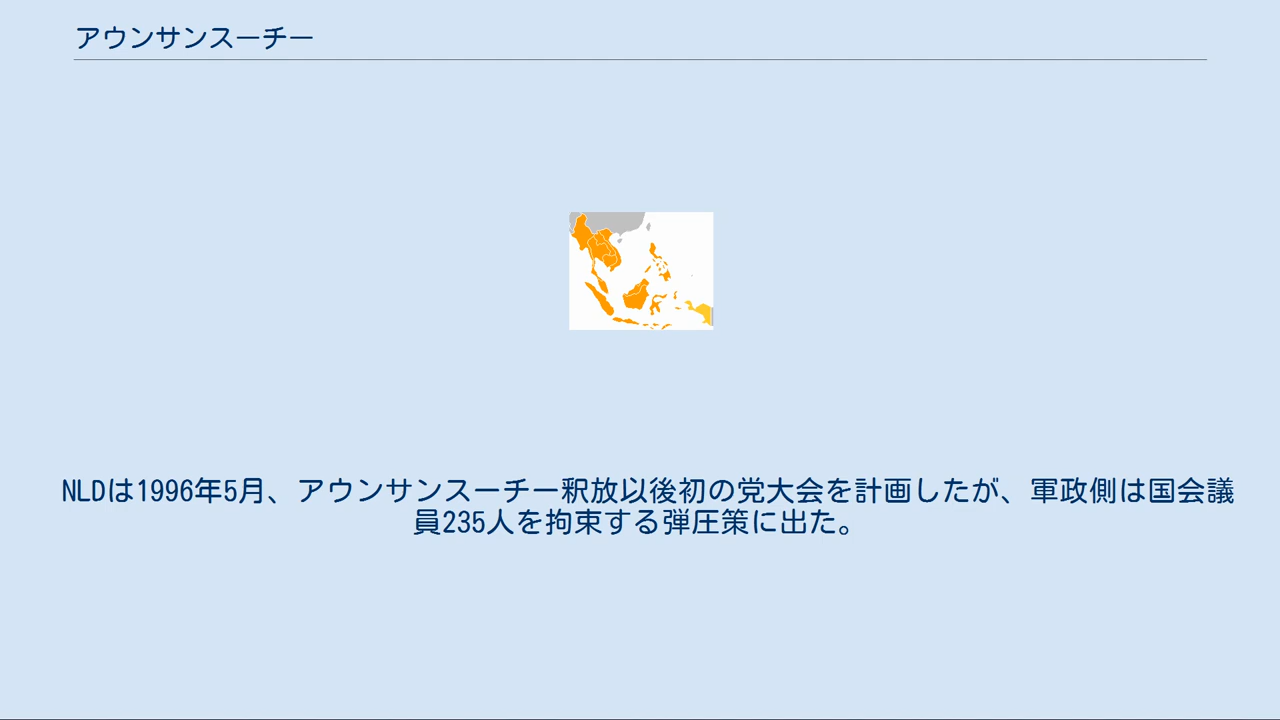 アウンサンスーチー
NLDは1996年5月、アウンサンスーチー釈放以後初の党大会を計画したが、軍政側は国会議
員235人を拘束する弾圧策に出た。